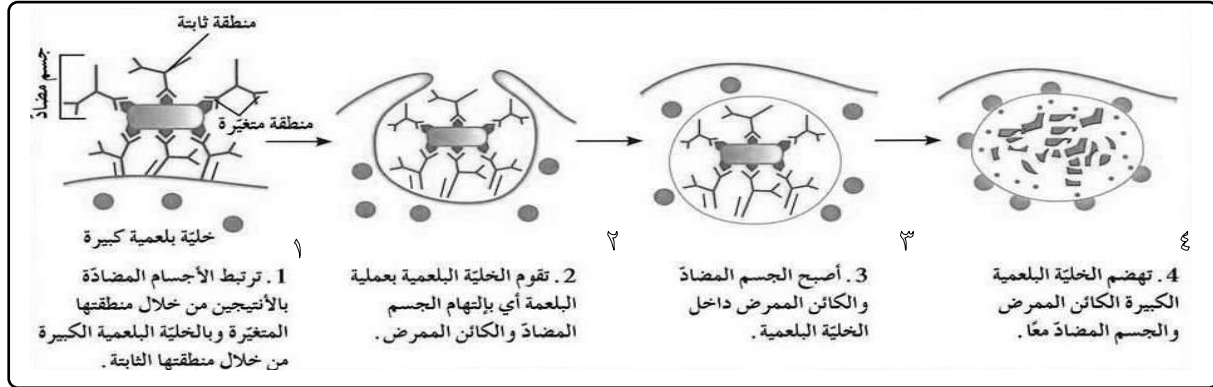 منطقة ثابتة
جسم مضادّ
منطقة متغيّرة
خليّة بلعمية كبيرة
١
٢
٣
٤
1. ترتبط الأجسام المضادّة
بالأنتيجين من خلال منطقتها
المتغيّرة وبالخليّة البلعمية الكبيرة
من خلال منطقتها الثابتة.
2. تقوم الخليّة البلعمية بعملية
البلعمة أي بإلتهام الجسم
المضادّ والكائن الممرض.
3. أصبح الجسم المضادّ
والكائن الممرض داخل
الخليّة البلعمية.
4. تهضم الخليّة البلعمية
الكبيرة الكائن الممرض
والجسم المضادّ معًا.